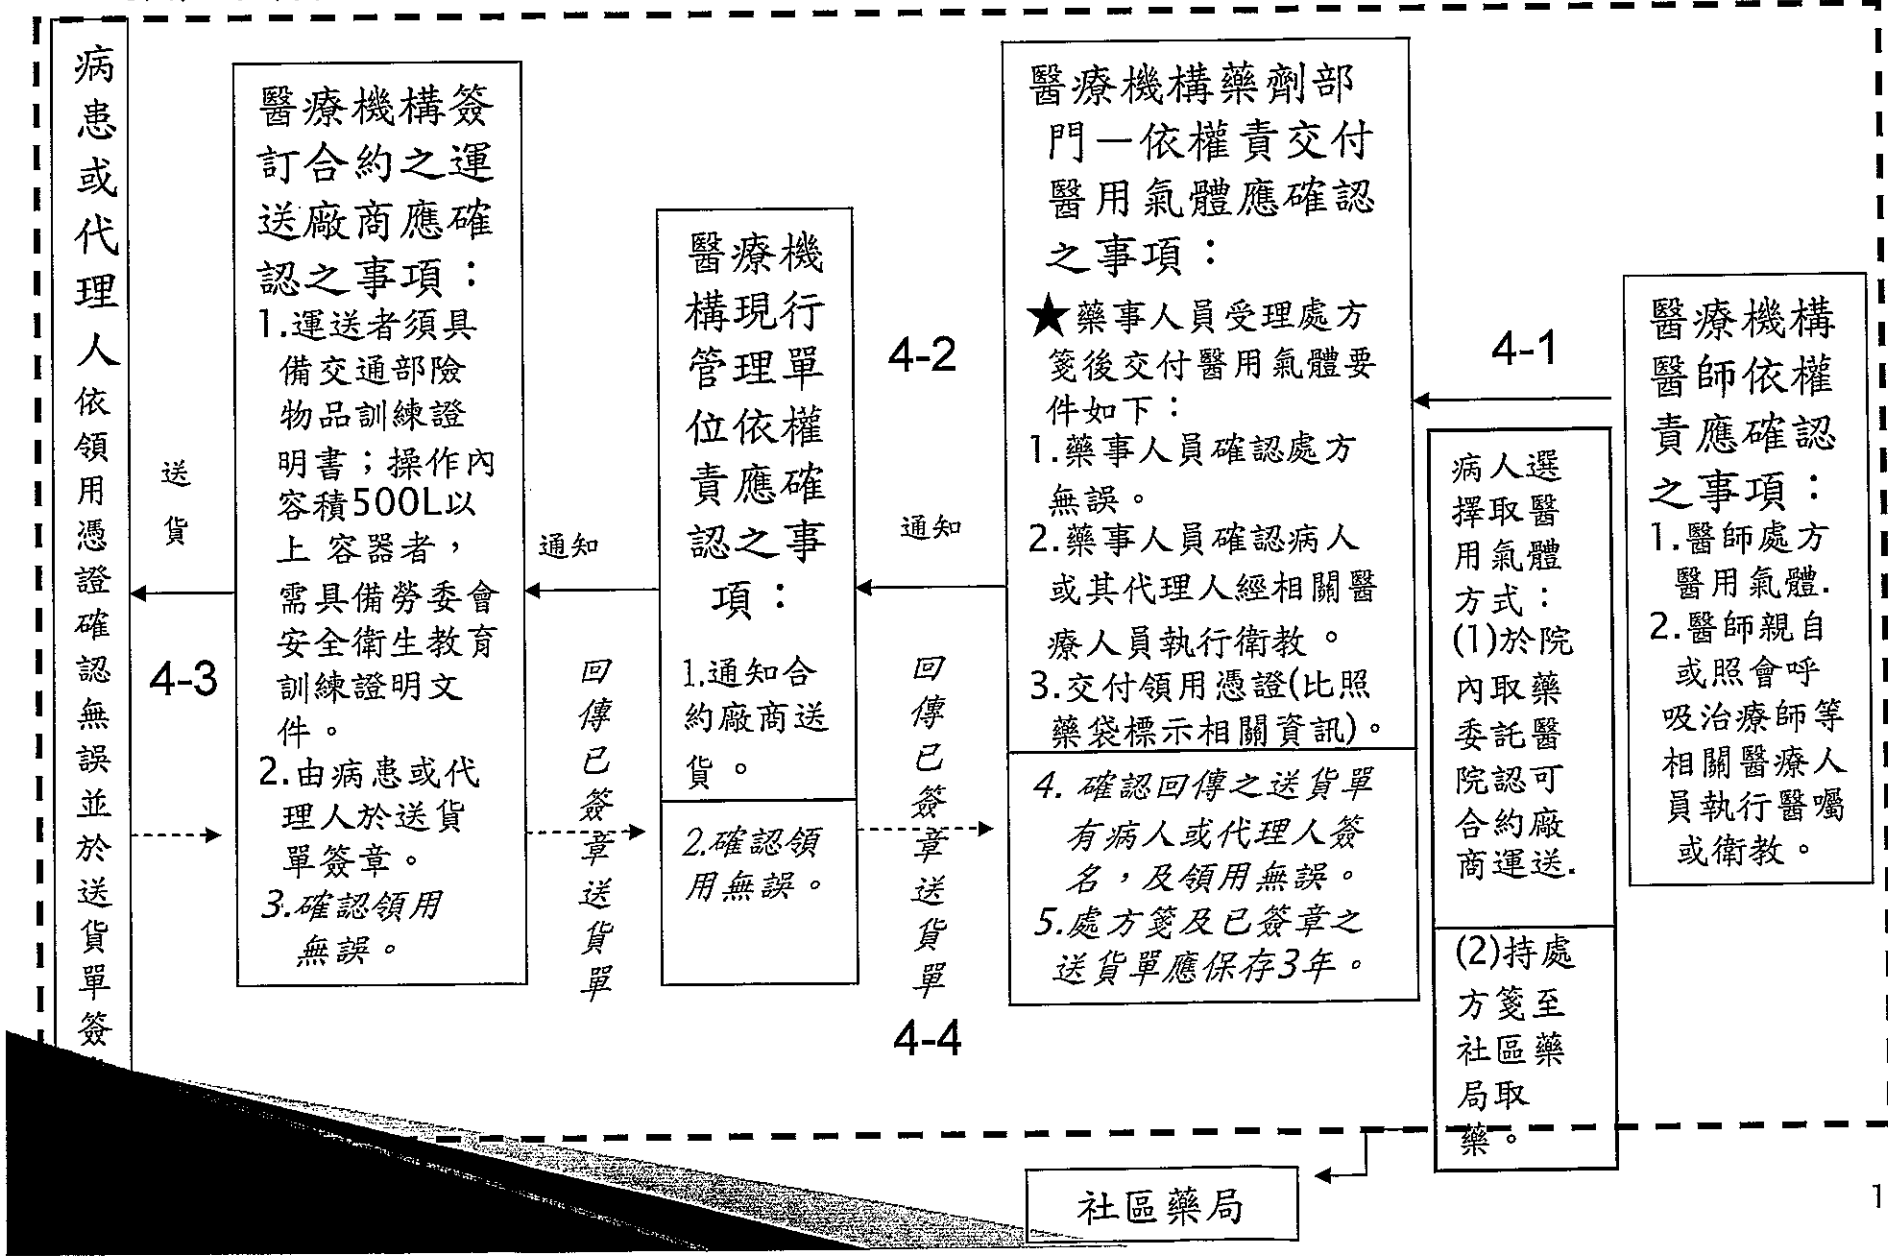 病患或代理人依領用憑證確認無誤並於送貨單簽
送貨
4-3
醫療機構簽
訂合約之運
送廠商應確
認之事項：
1.運送者須具
備交通部險
物品訓練證
明書；操作內
容積500L以
上 容器者，
需具備勞委會
安全衛生教育
訓練證明文
件。
2.由病患或代
理人於送貨
單簽章。
3.確認領用
無誤。
通知
回傳已簽章送貨單
醫療機
構現行
管理單
位依權
責應確
認之事
項：
1.通知合
約廠商送
貨。
2.確認領
用無誤。
4-2
通知
回傳已簽章送貨單
4-4
醫療機構藥劑部
門－依權責交付
醫用氣體應確認
之事項：
★藥事人員受理處方
箋後交付醫用氣體要
件如下：
1.藥事人員確認處方
無誤。
2.藥事人員確認病人
或其代理人經相關醫
療人員執行衛教。
3.交付領用憑證(比照
藥袋標示相關資訊)。
4. 確認回傳之送貨單
有病人或代理人簽
名，及領用無誤。
5.處方箋及已簽章之
送貨單應保存3年。
4-1
病人選
擇取醫
用氣體
方式：
(1)於院
內取藥
委託醫
院認可
合約廠
商運送.
(2)持處
方箋至
社區藥
局取
藥。
醫療機構
醫師依權
責應確認
之事項：
1.醫師處方
醫用氣體.
2.醫師親自
或照會呼
吸治療師等
相關醫療人
員執行醫囑
或衛教。
社區藥局
1